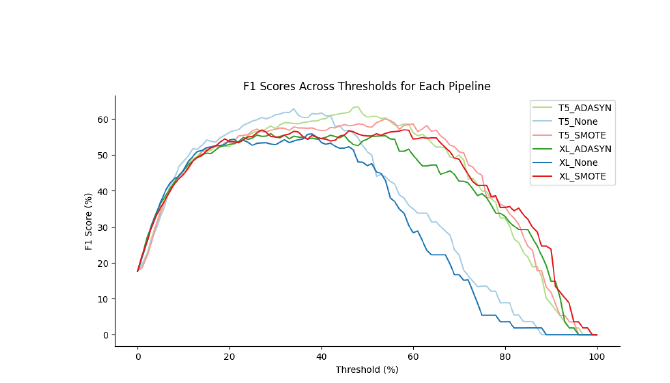 F1 Scores Across Thresholds for Each Pipeline
T5_ADASYN
T5_None
T5_SMOTE
XL_ADASYN
XL_None
XL_SMOTE
F1 Score (%)
60
50
40
30
20
10
0
0 20 40 60 80 100
Threshold (%)